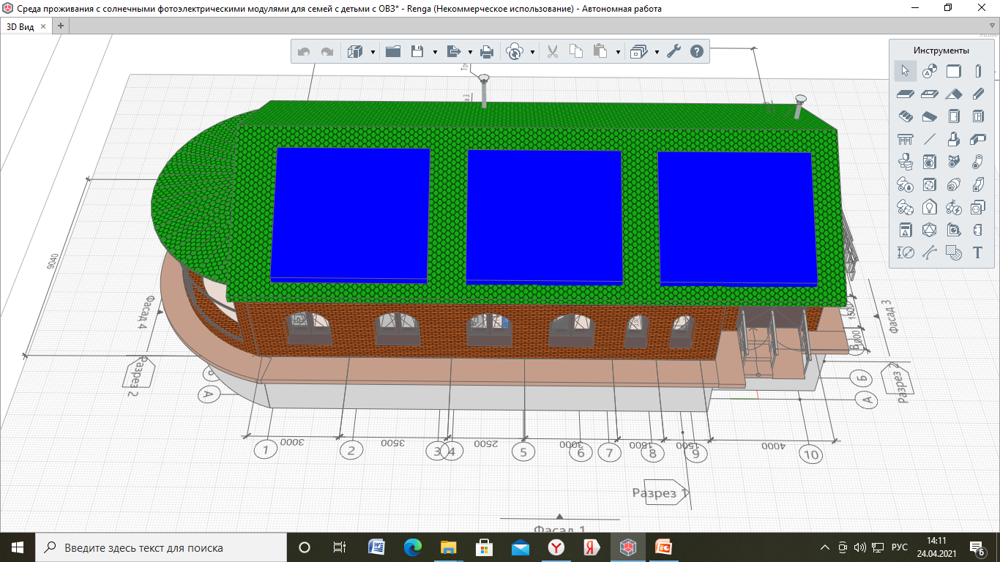 Среда проживания с солнечными фотоэлектрическими модулями для семей с детьми с ОВЗ* - Renga (Некоммерческое использование) - Автономная работа
3D Вид
Инструменты
9040
Фасад 4
Фасад 3
1500
Разрез 2
Разрез 2
Б
А
Б
А
3000
3500
2500
3000
1500
1500
4000
1
2
3
4
5
6
7
8
9
10
Разрез 1
Фасад 1
Введите здесь текст для поиска
РУС
14:11
24.04.2021
6